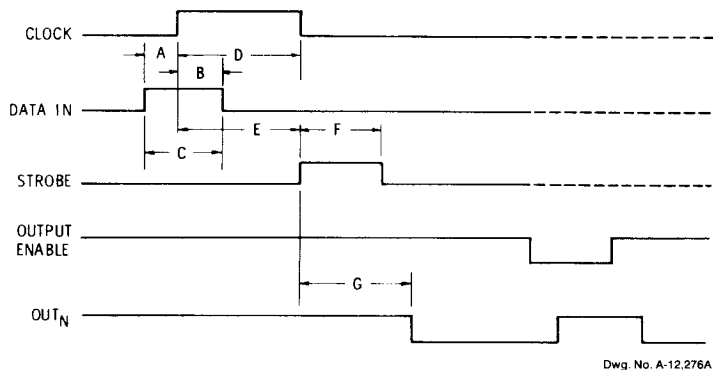 CLOCK
A
D
B
DATA IN
E
F
C
STROBE
OUTPUT
ENABLE
G
OUTN
Dwg. No. A-12,276A